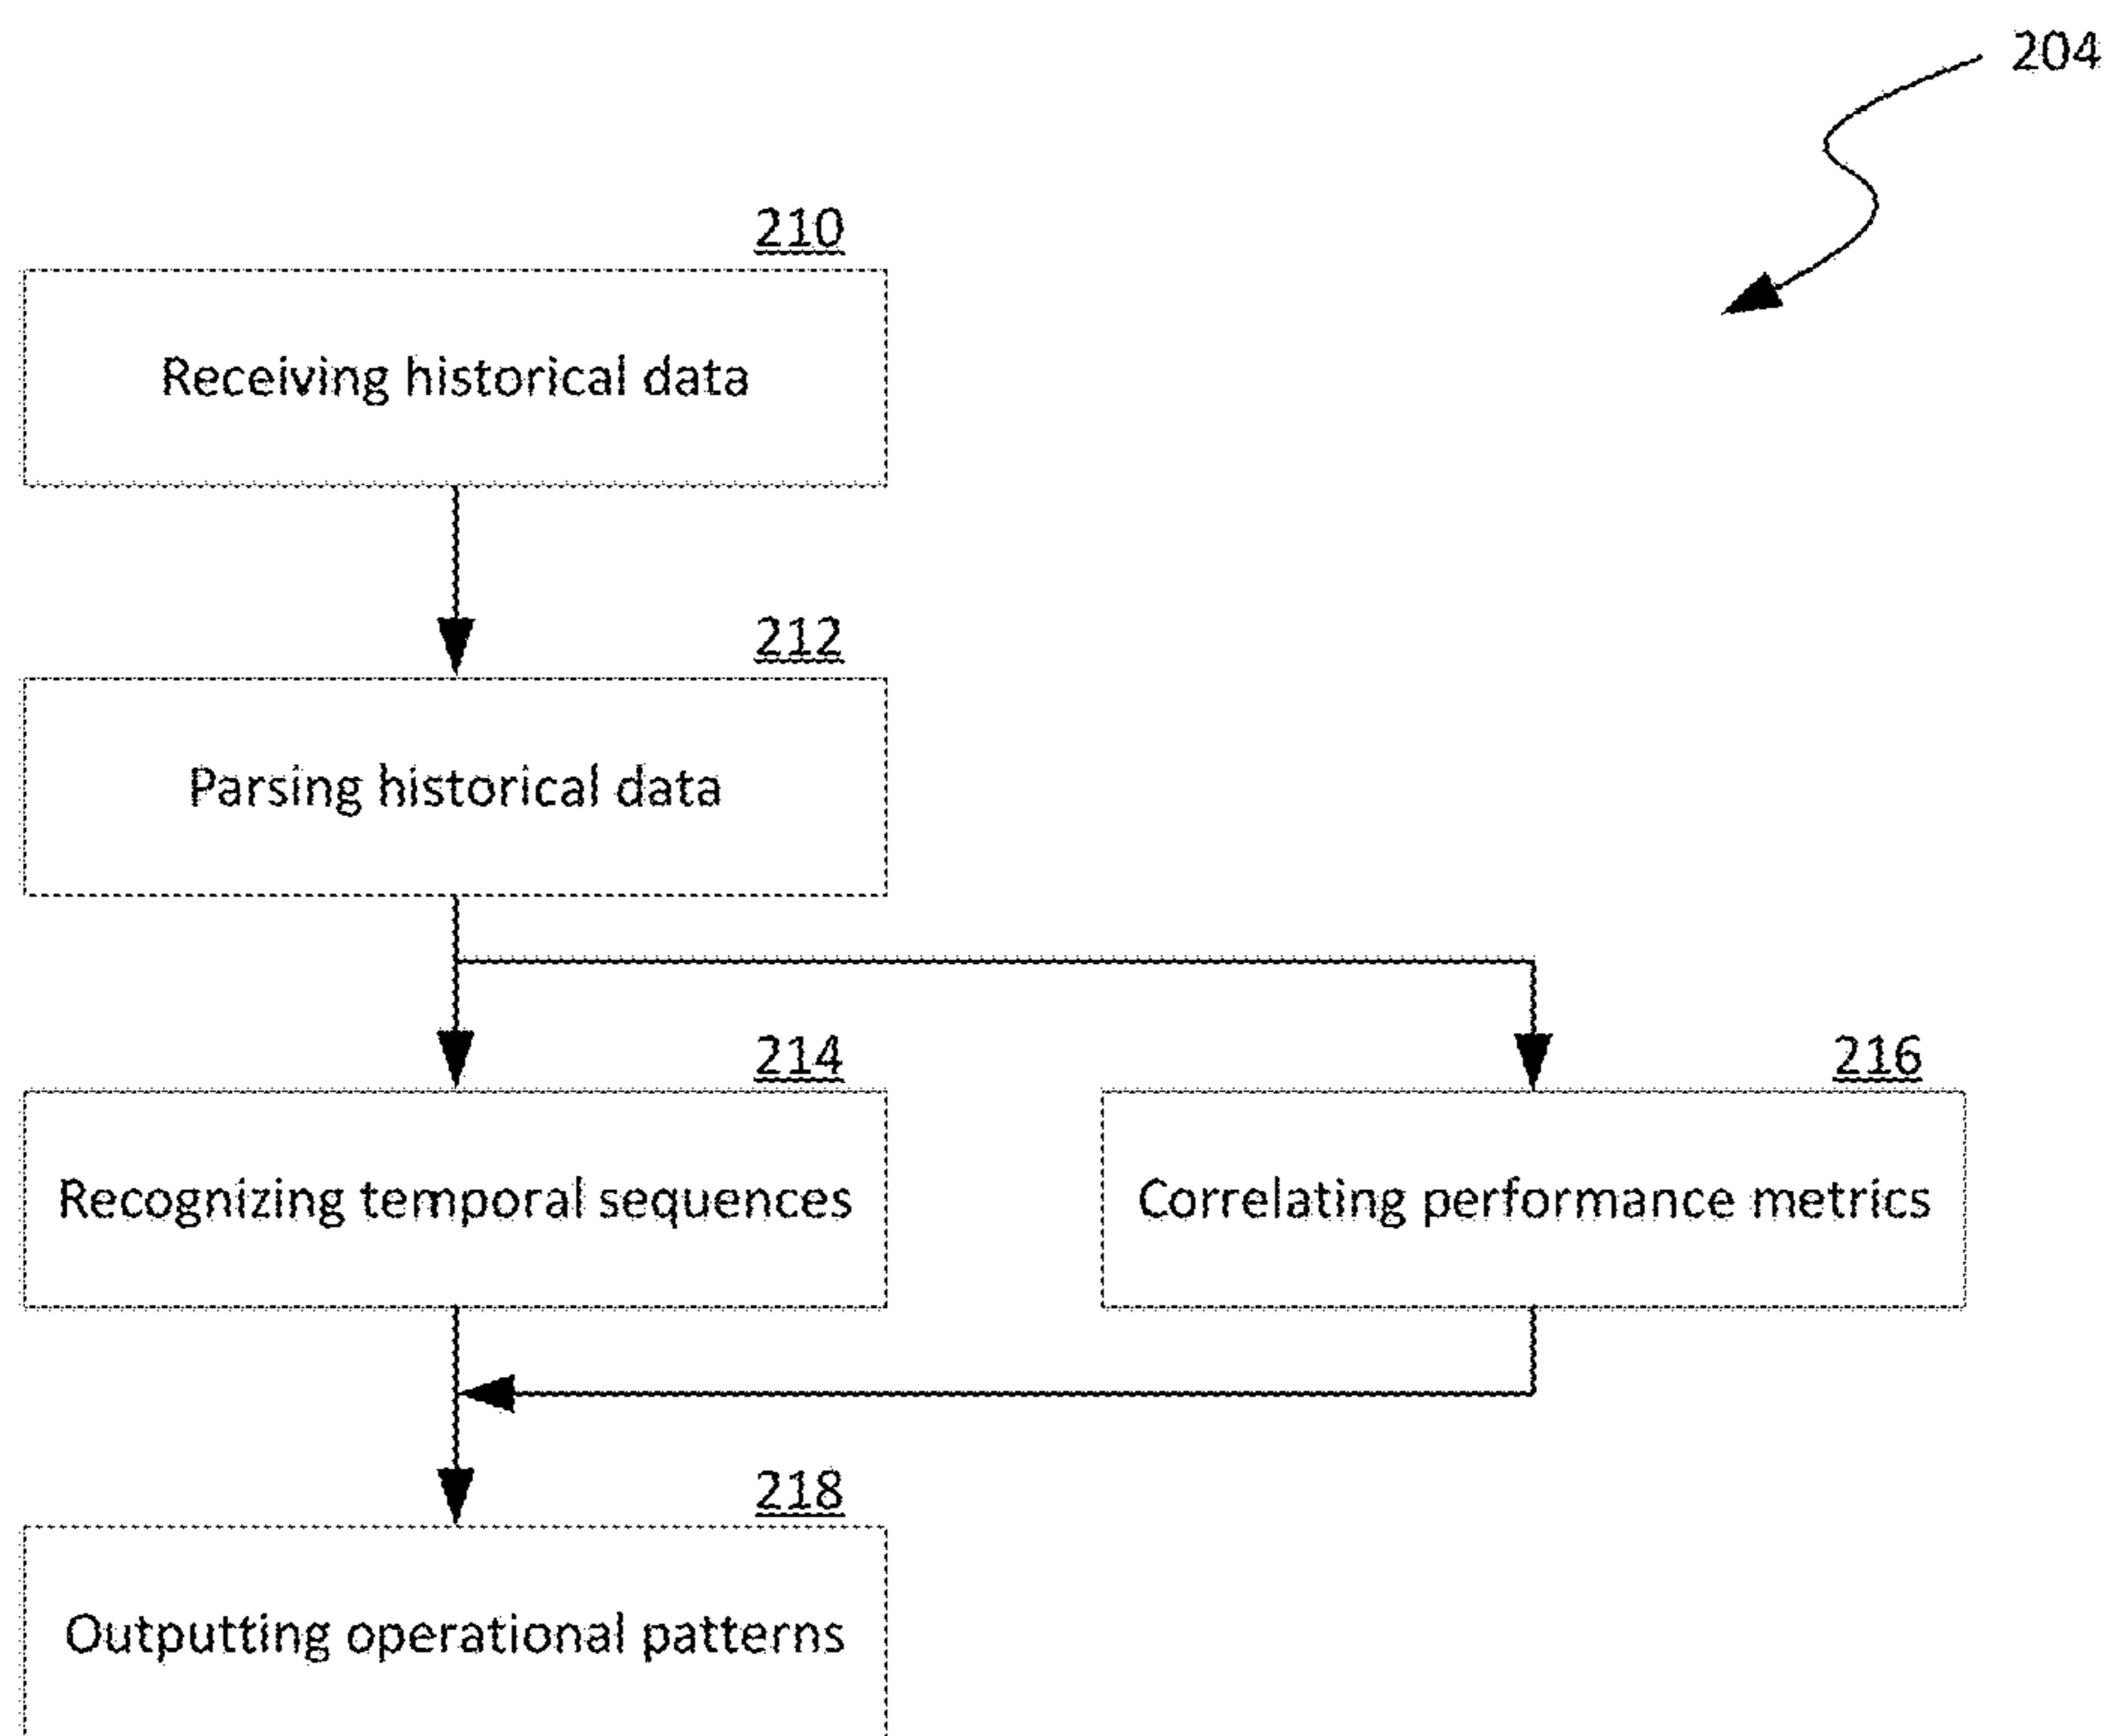 204
210
Receiving historical data
212
Parsing historical data
214
216
Recognizing temporal sequences
Correlating performance metrics
218
Outputting operational patterns